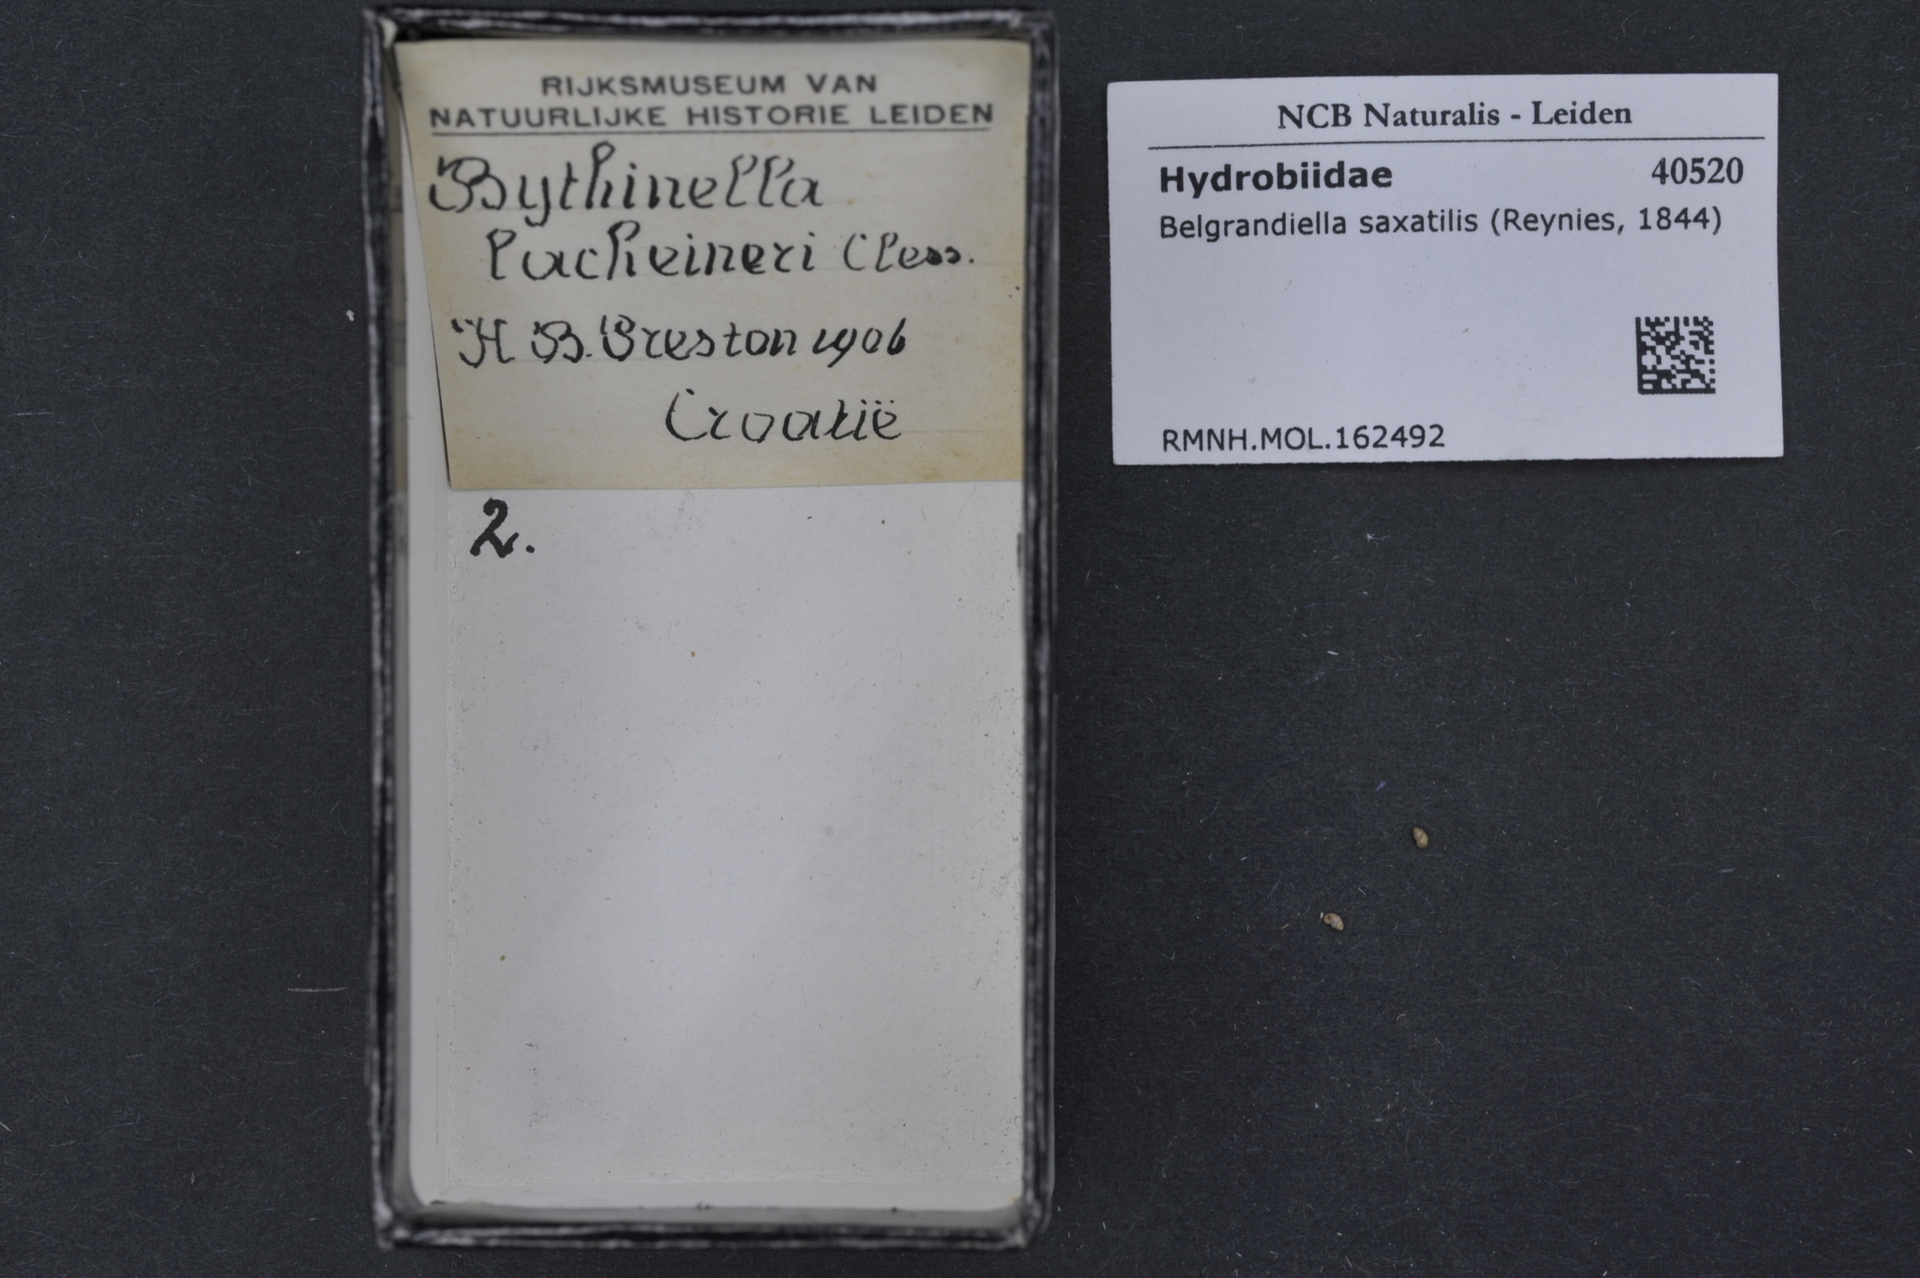 RIJKSMUSEUM VAN
NATUURLIJKE HISTORIE LEIDEN
Bythinella
lacheineri Cless.
H. B. Preston 1906
Croatië
2.
NCB Naturalis - Leiden
Hydrobiidae 40520
Belgrandiella saxatilis (Reynies, 1844)
RMNH.MOL.162492